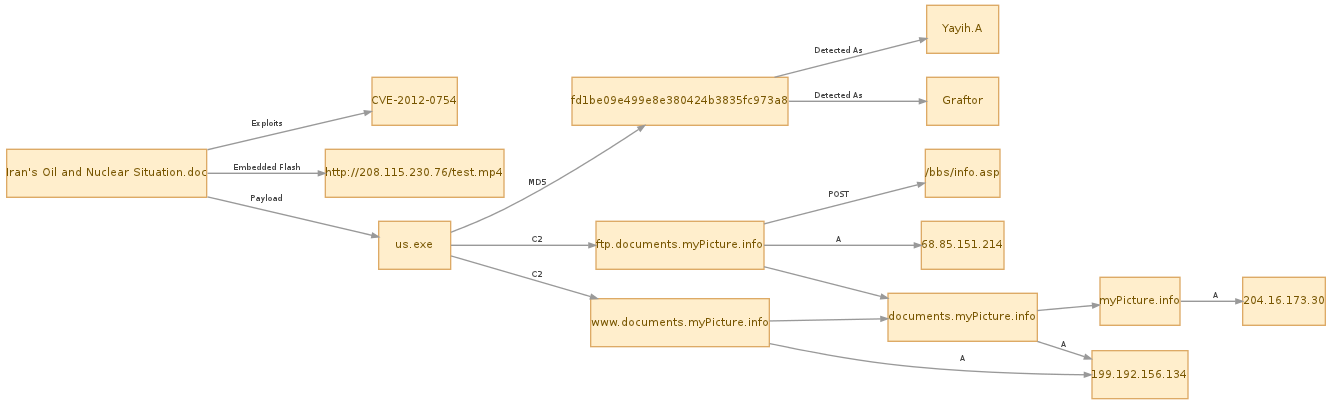 Yayih.A
Detected As
CVE-2012-0754
fd1be09e499e8e380424b3835fc973a8
Detected As
Graftor
Exploits
Iran's Oil and Nuclear Situation.doc
Embedded Flash
http://208.115.230.76/test.mp4
/bbs/info.asp
MD5
POST
Payload
us.exe
C2
ftp.documents.myPicture.info
A
68.85.151.214
C2
myPicture.info
A
204.16.173.30
www.documents.myPicture.info
documents.myPicture.info
A
A
199.192.156.134